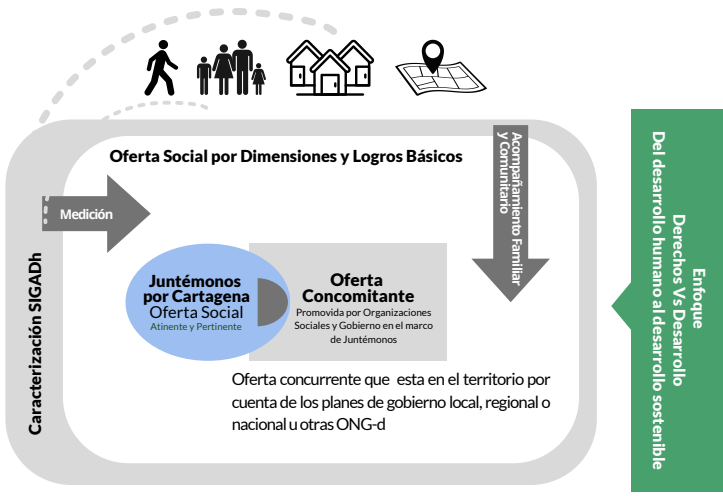 Oferta Social por Dimensiones y Logros Básicos
Acompañamiento Familiar
y Comunitario
Medición
Caracterización SIGADh
Juntémonos
por Cartagena
Oferta Social
Atinente y Pertinente
Oferta
Concomitante
Promovida por Organizaciones
Sociales y Gobierno en el marco
de Juntémonos
Oferta concurrente que esta en el territorio por
cuenta de los planes de gobierno local, regional o
nacional u otras ONG-d
Enfoque
Derechos Vs Desarrollo
Del desarrollo humano al desarrollo sostenible